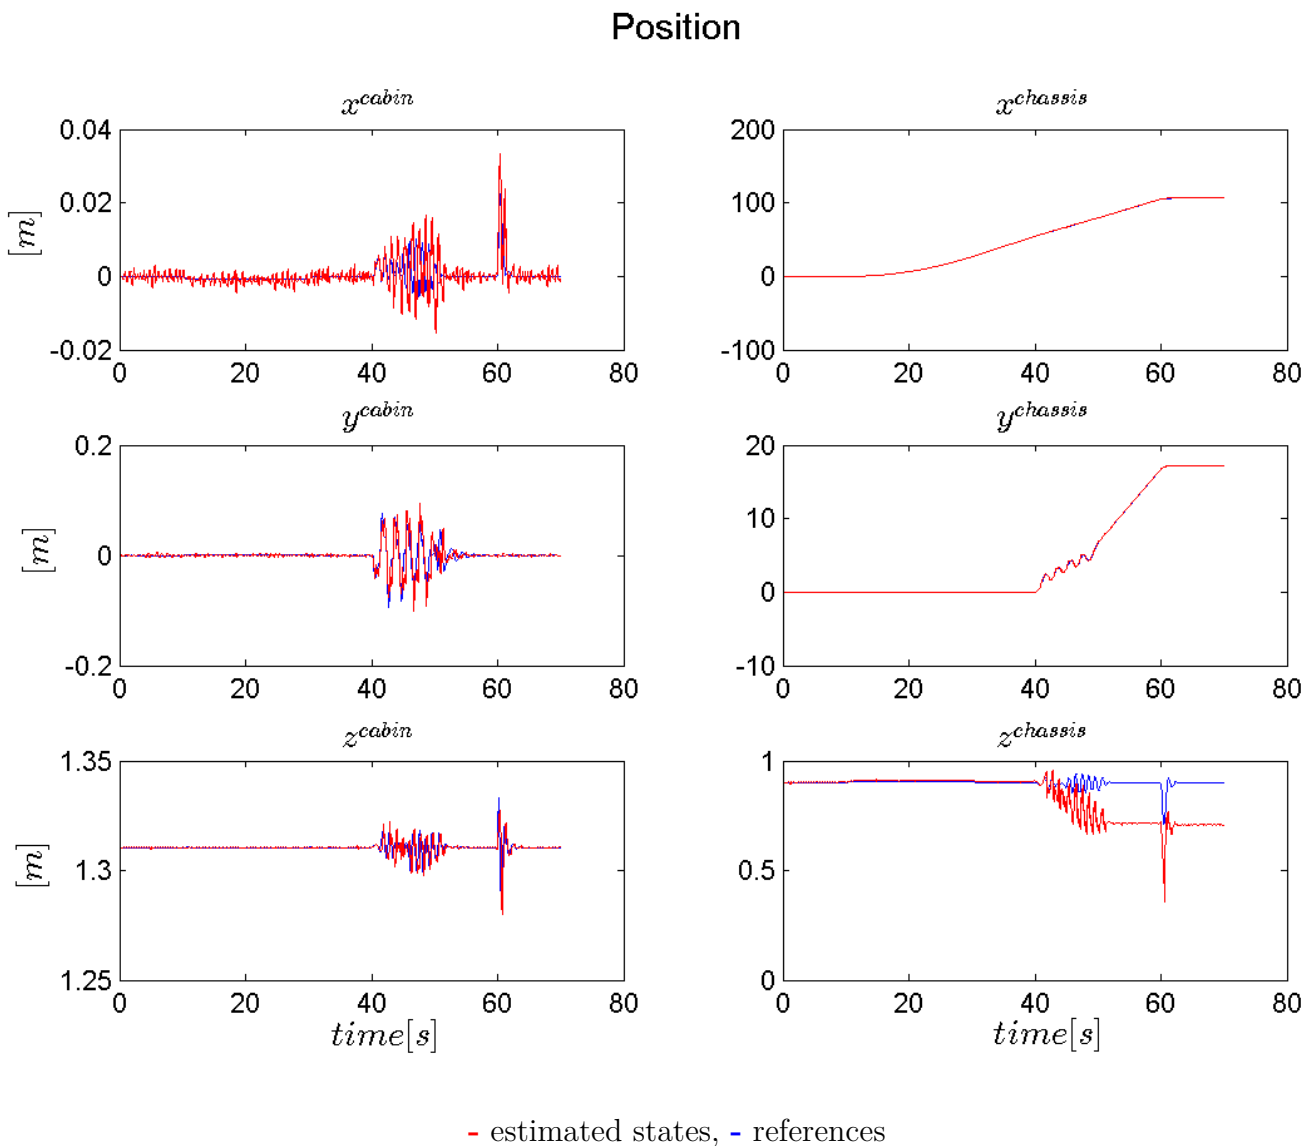 Position
x^cabin
x^chassis
0.04
0.02
0
-0.02
[m]
0 20 40 60 80
200
100
0
-100
0 20 40 60 80
y^cabin
y^chassis
0.2
0
-0.2
[m]
0 20 40 60 80
20
10
0
-10
0 20 40 60 80
z^cabin
z^chassis
1.35
1.3
1.25
[m]
0 20 40 60 80
time[s]
1
0.5
0
0 20 40 60 80
time[s]
- estimated states, - references